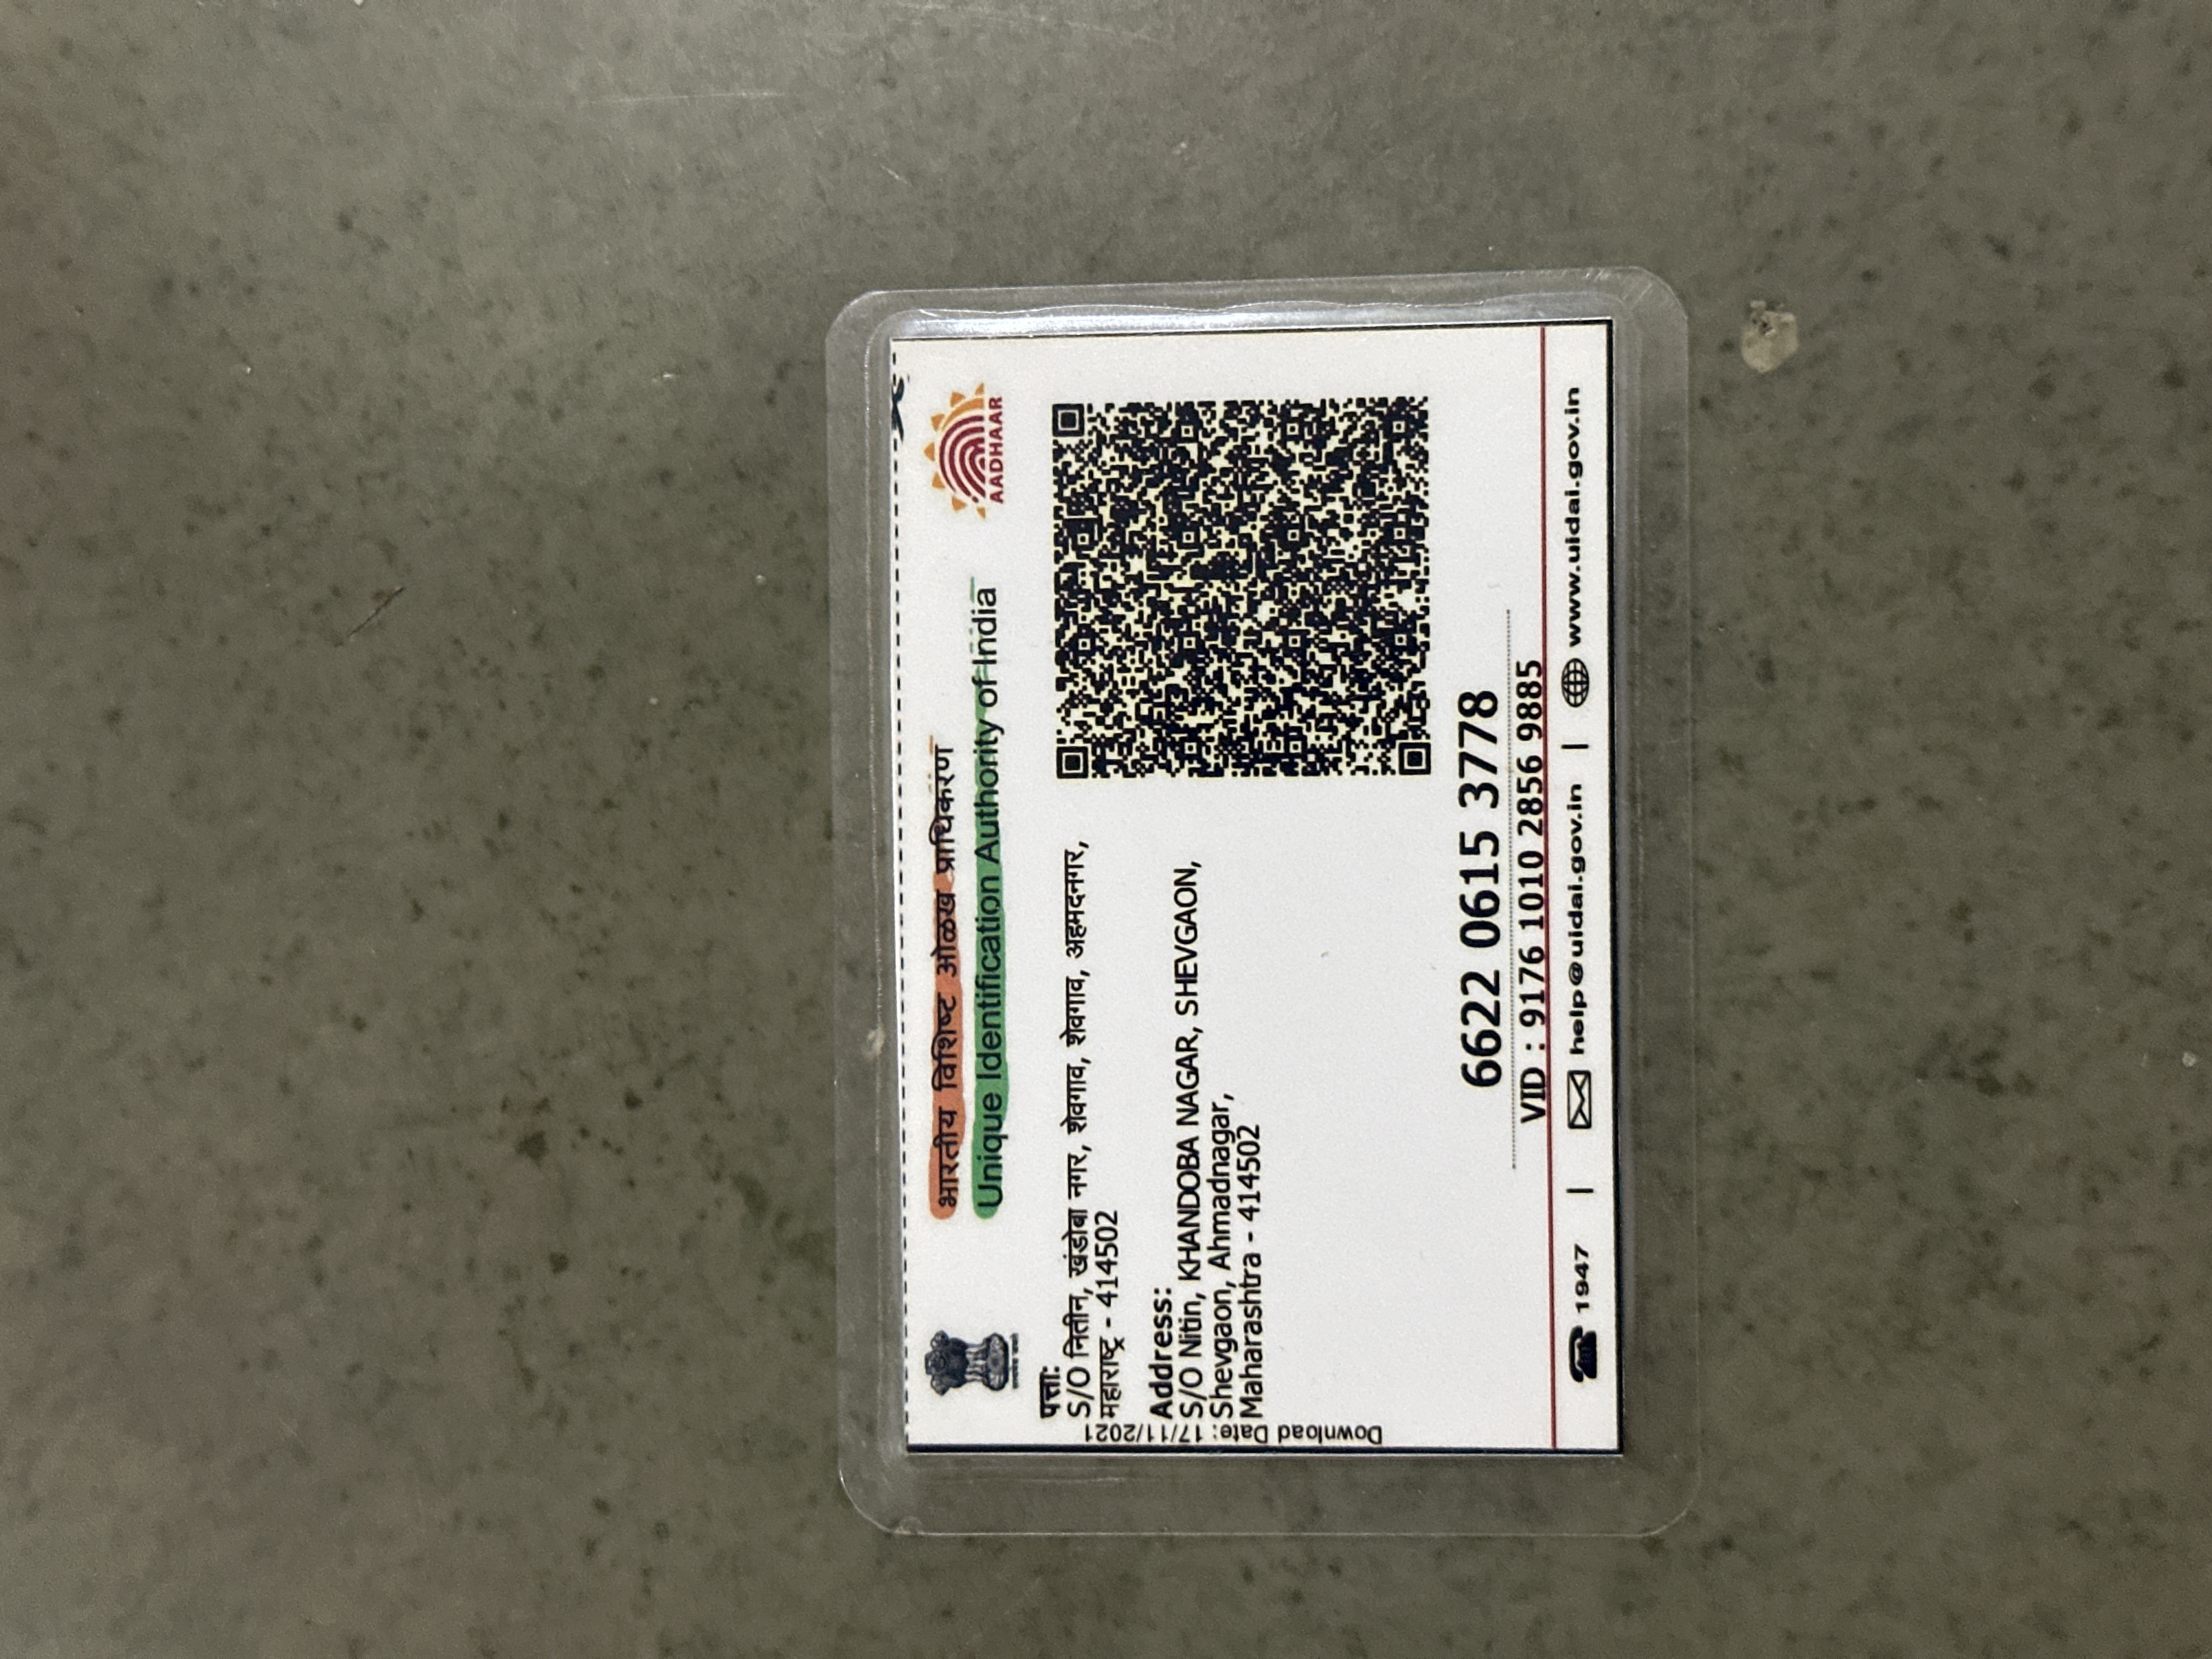 भारतीय विशिष्ट ओळख प्राधिकरण
Unique Identification Authority of India
AADHAAR
पत्ता:
S/O नितीन, खंडोबा नगर, शेवगाव, शेवगाव, अहमदनगर,
महाराष्ट्र - 414502
Address:
S/O Nitin, KHANDOBA NAGAR, SHEVGAON,
Shevgaon, Ahmadnagar,
Maharashtra - 414502
Download Date: 17/11/2021
6622 0615 3778
VID : 9176 1010 2856 9885
1947 | help@uidai.gov.in | www.uidai.gov.in